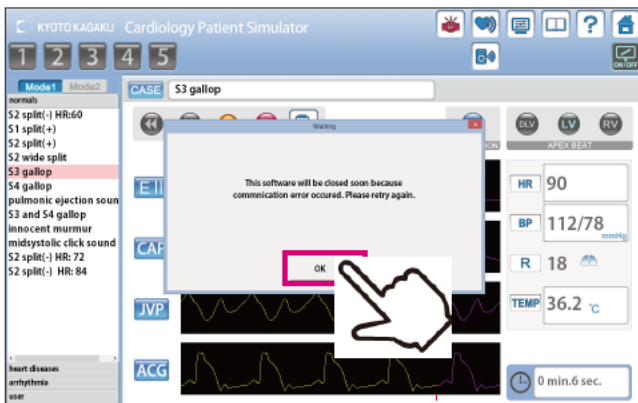 KYOTO KAGAKU Cardiology Patient Simulator
?
1 2 3 4 5
ON/OFF
Mode1 Mode2
CASE S3 gallop
normals
S2 split(-) HR:60
S1 split(+)
S2 split(+)
S2 wide split
S3 gallop
S4 gallop
pulmonic ejection soun
S3 and S4 gallop
innocent murmur
midsystolic click sound
S2 split(-) HR: 72
S2 split(-) HR: 84
heart diseases
arrhythmia
user
Waiting
This software will be closed soon because
commnication error occured. Please retry again.
OK
DLV LV RV
APEX BEAT
HR 90
BP 112/78 mmHg
R 18
TEMP 36.2 °C
JVP
ACG
0 min.6 sec.